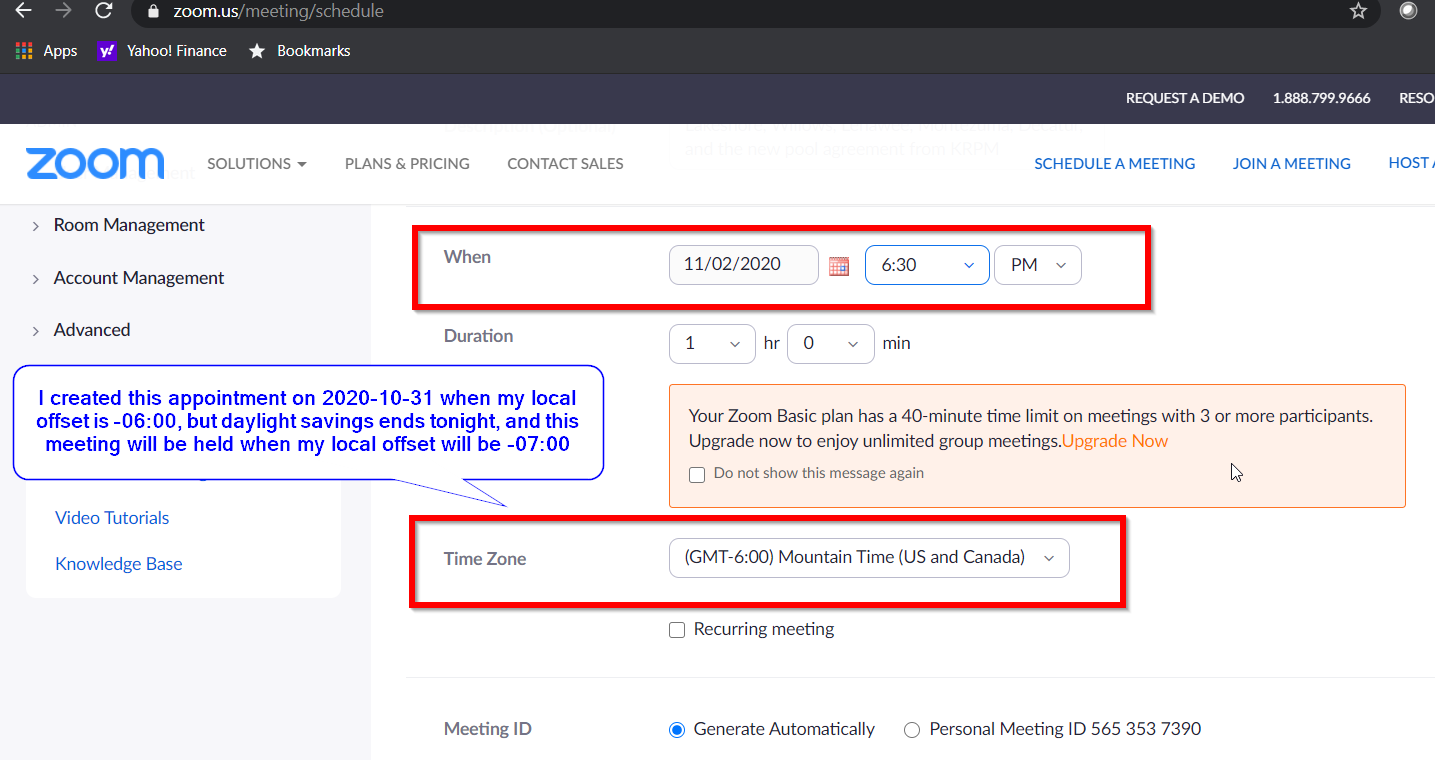 zoom.us/meeting/schedule
Apps Yahoo! Finance Bookmarks
REQUEST A DEMO 1.888.799.9666 RESO
zoom SOLUTIONS PLANS & PRICING CONTACT SALES SCHEDULE A MEETING JOIN A MEETING HOST A
and the new pool agreement from KRPM
Room Management
Account Management
Advanced
When 11/02/2020 6:30 PM
Duration 1 hr 0 min
I created this appointment on 2020-10-31 when my local
offset is -06:00, but daylight savings ends tonight, and this
meeting will be held when my local offset will be -07:00
Your Zoom Basic plan has a 40-minute time limit on meetings with 3 or more participants.
Upgrade now to enjoy unlimited group meetings.Upgrade Now
Do not show this message again
Video Tutorials
Knowledge Base
Time Zone (GMT-6:00) Mountain Time (US and Canada)
Recurring meeting
Meeting ID Generate Automatically Personal Meeting ID 565 353 7390